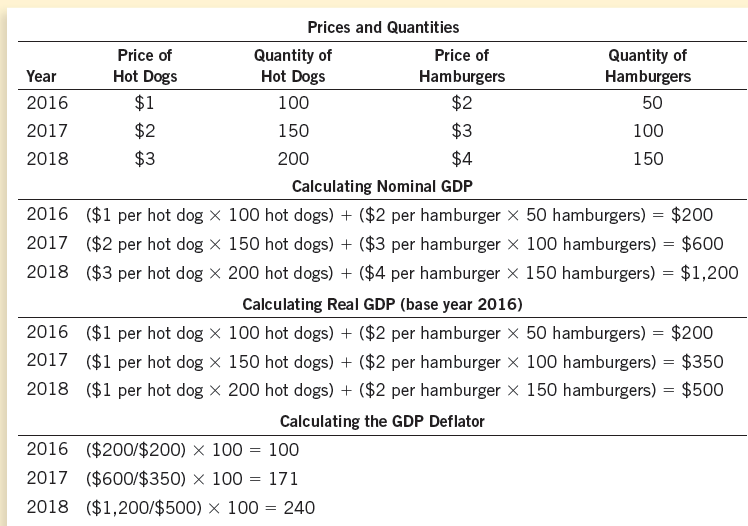 Prices and Quantities
Year Price of Hot Dogs Quantity of Hot Dogs Price of Hamburgers Quantity of Hamburgers
2016 $1 100 $2 50
2017 $2 150 $3 100
2018 $3 200 $4 150
Calculating Nominal GDP
2016 ($1 per hot dog × 100 hot dogs) + ($2 per hamburger × 50 hamburgers) = $200
2017 ($2 per hot dog × 150 hot dogs) + ($3 per hamburger × 100 hamburgers) = $600
2018 ($3 per hot dog × 200 hot dogs) + ($4 per hamburger × 150 hamburgers) = $1,200
Calculating Real GDP (base year 2016)
2016 ($1 per hot dog × 100 hot dogs) + ($2 per hamburger × 50 hamburgers) = $200
2017 ($1 per hot dog × 150 hot dogs) + ($2 per hamburger × 100 hamburgers) = $350
2018 ($1 per hot dog × 200 hot dogs) + ($2 per hamburger × 150 hamburgers) = $500
Calculating the GDP Deflator
2016 ($200/$200) × 100 = 100
2017 ($600/$350) × 100 = 171
2018 ($1,200/$500) × 100 = 240